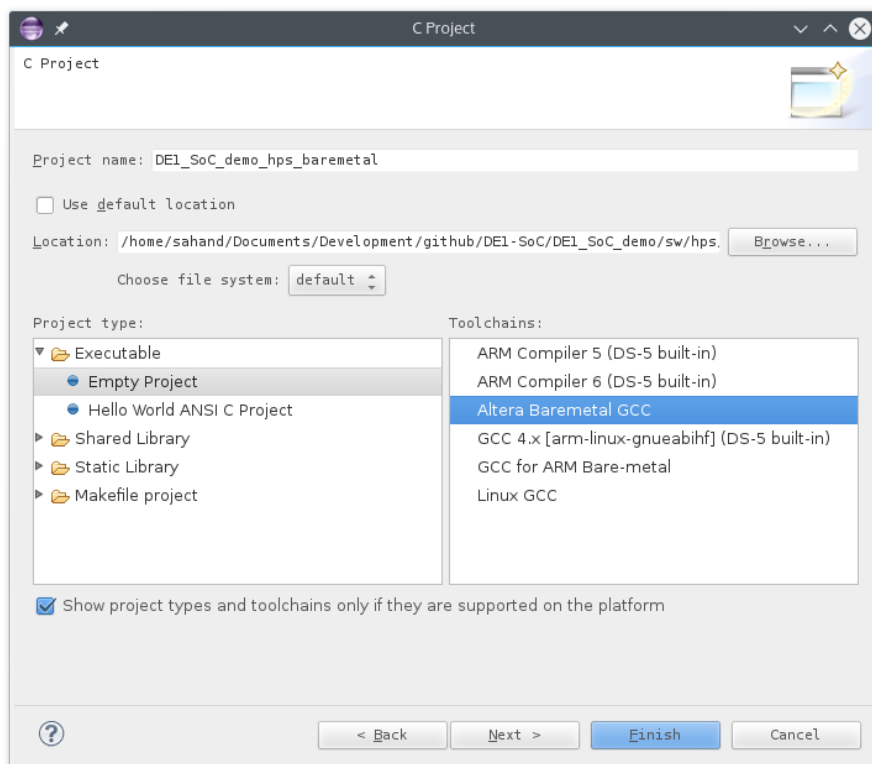 C Project
C Project
Project name: DE1_SoC_demo_hps_baremetal
Use default location
Location: /home/sahand/Documents/Development/github/DE1-SoC/DE1_SoC_demo/sw/hps. Browse...
Choose file system: default
Project type:
Executable
Empty Project
Hello World ANSI C Project
Shared Library
Static Library
Makefile project
Toolchains:
ARM Compiler 5 (DS-5 built-in)
ARM Compiler 6 (DS-5 built-in)
Altera Baremetal GCC
GCC 4.x [arm-linux-gnueabihf] (DS-5 built-in)
GCC for ARM Bare-metal
Linux GCC
Show project types and toolchains only if they are supported on the platform
? < Back Next > Finish Cancel